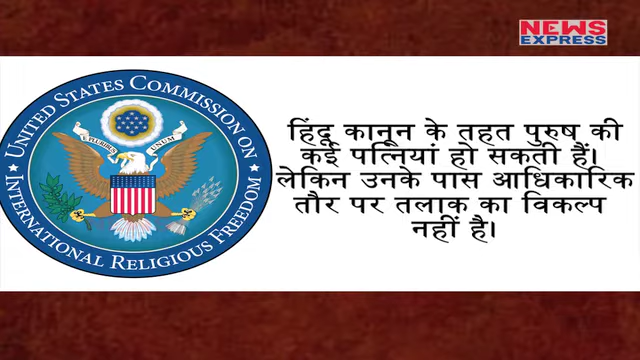 NEWS
EXPRESS
UNITED STATES COMMISSION ON
INTERNATIONAL RELIGIOUS FREEDOM
E PLURIBUS UNUM
हिंदू कानून के तहत पुरुष की
कई पत्नियां हो सकती हैं।
लेकिन उनके पास आधिकारिक
तौर पर तलाक का विकल्प
नहीं है।